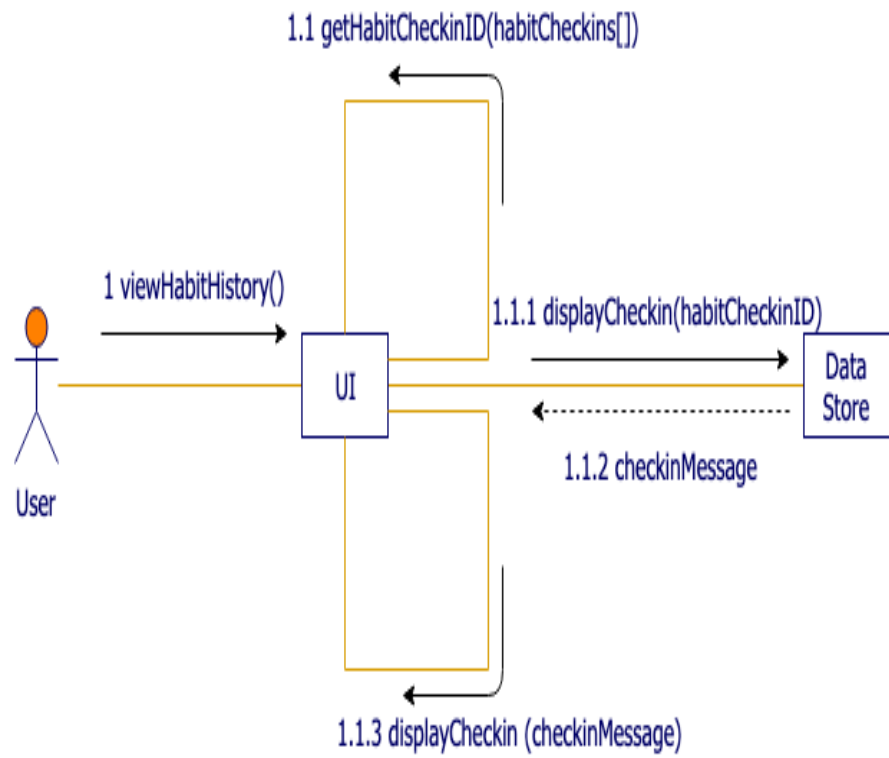 1.1 getHabitCheckinID(habitCheckins[])
1 viewHabitHistory()
1.1.1 displayCheckin(habitCheckinID)
UI
Data
Store
1.1.2 checkinMessage
User
1.1.3 displayCheckin (checkinMessage)